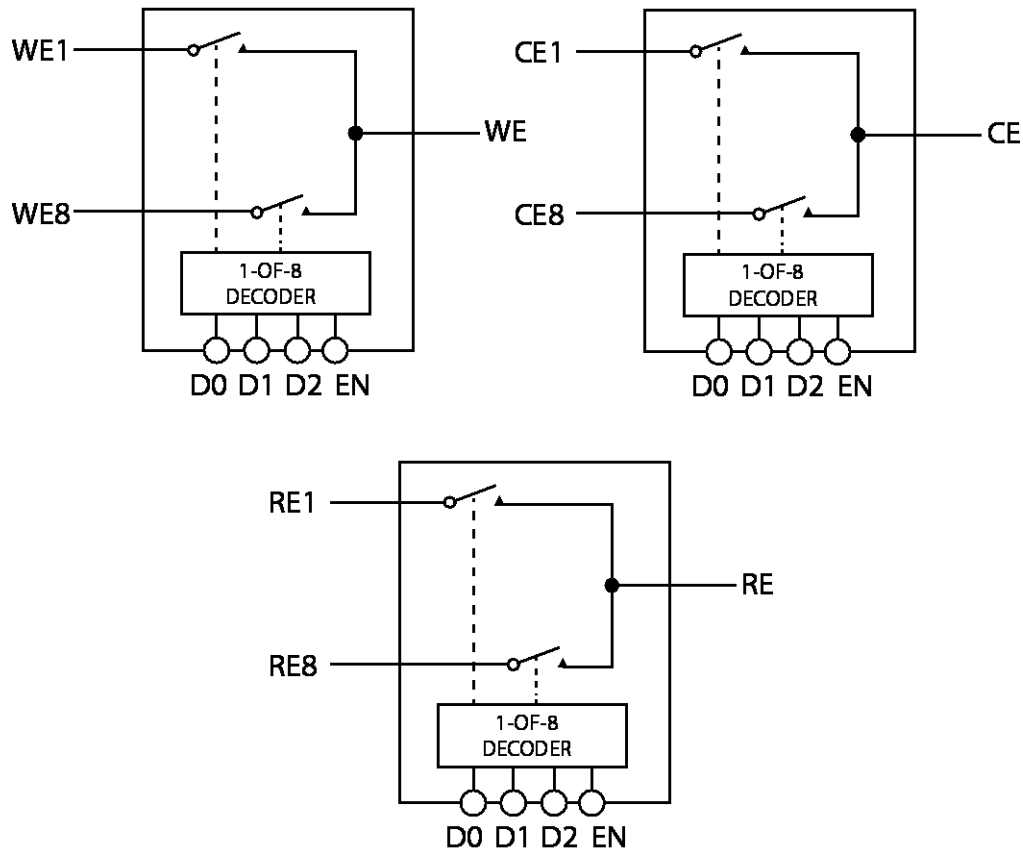 WE1
WE
WE8
1-OF-8
DECODER
D0 D1 D2 EN
CE1
CE
CE8
1-OF-8
DECODER
D0 D1 D2 EN
RE1
RE
RE8
1-OF-8
DECODER
D0 D1 D2 EN